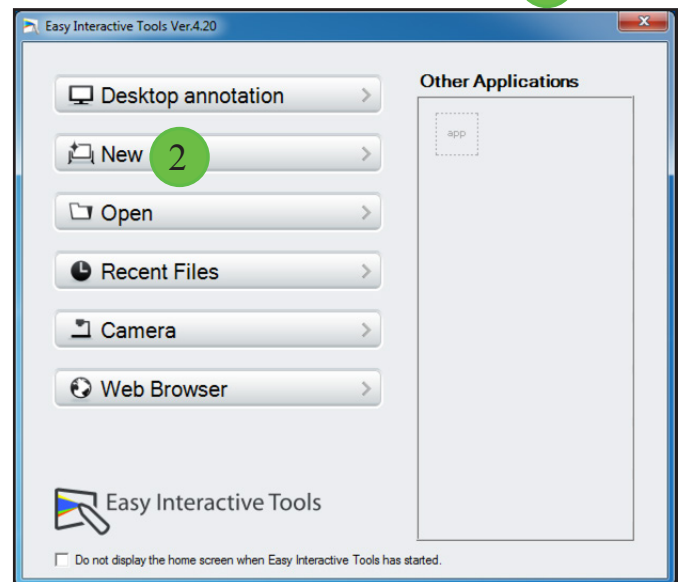 Easy Interactive Tools Ver.4.20
x
Desktop annotation >
New 2 >
Open >
Recent Files >
Camera >
Web Browser >
Other Applications
app
Easy Interactive Tools
Do not display the home screen when Easy Interactive Tools has started.